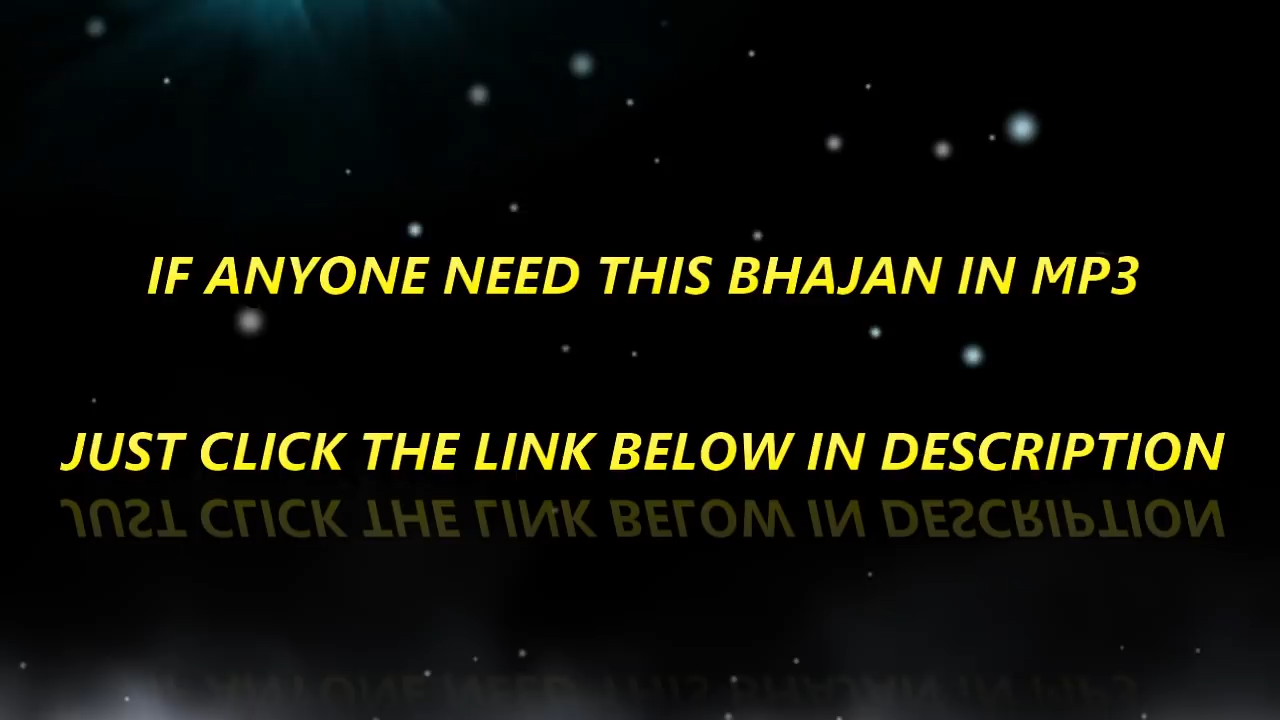 IF ANYONE NEED THIS BHAJAN IN MP3
JUST CLICK THE LINK BELOW IN DESCRIPTION